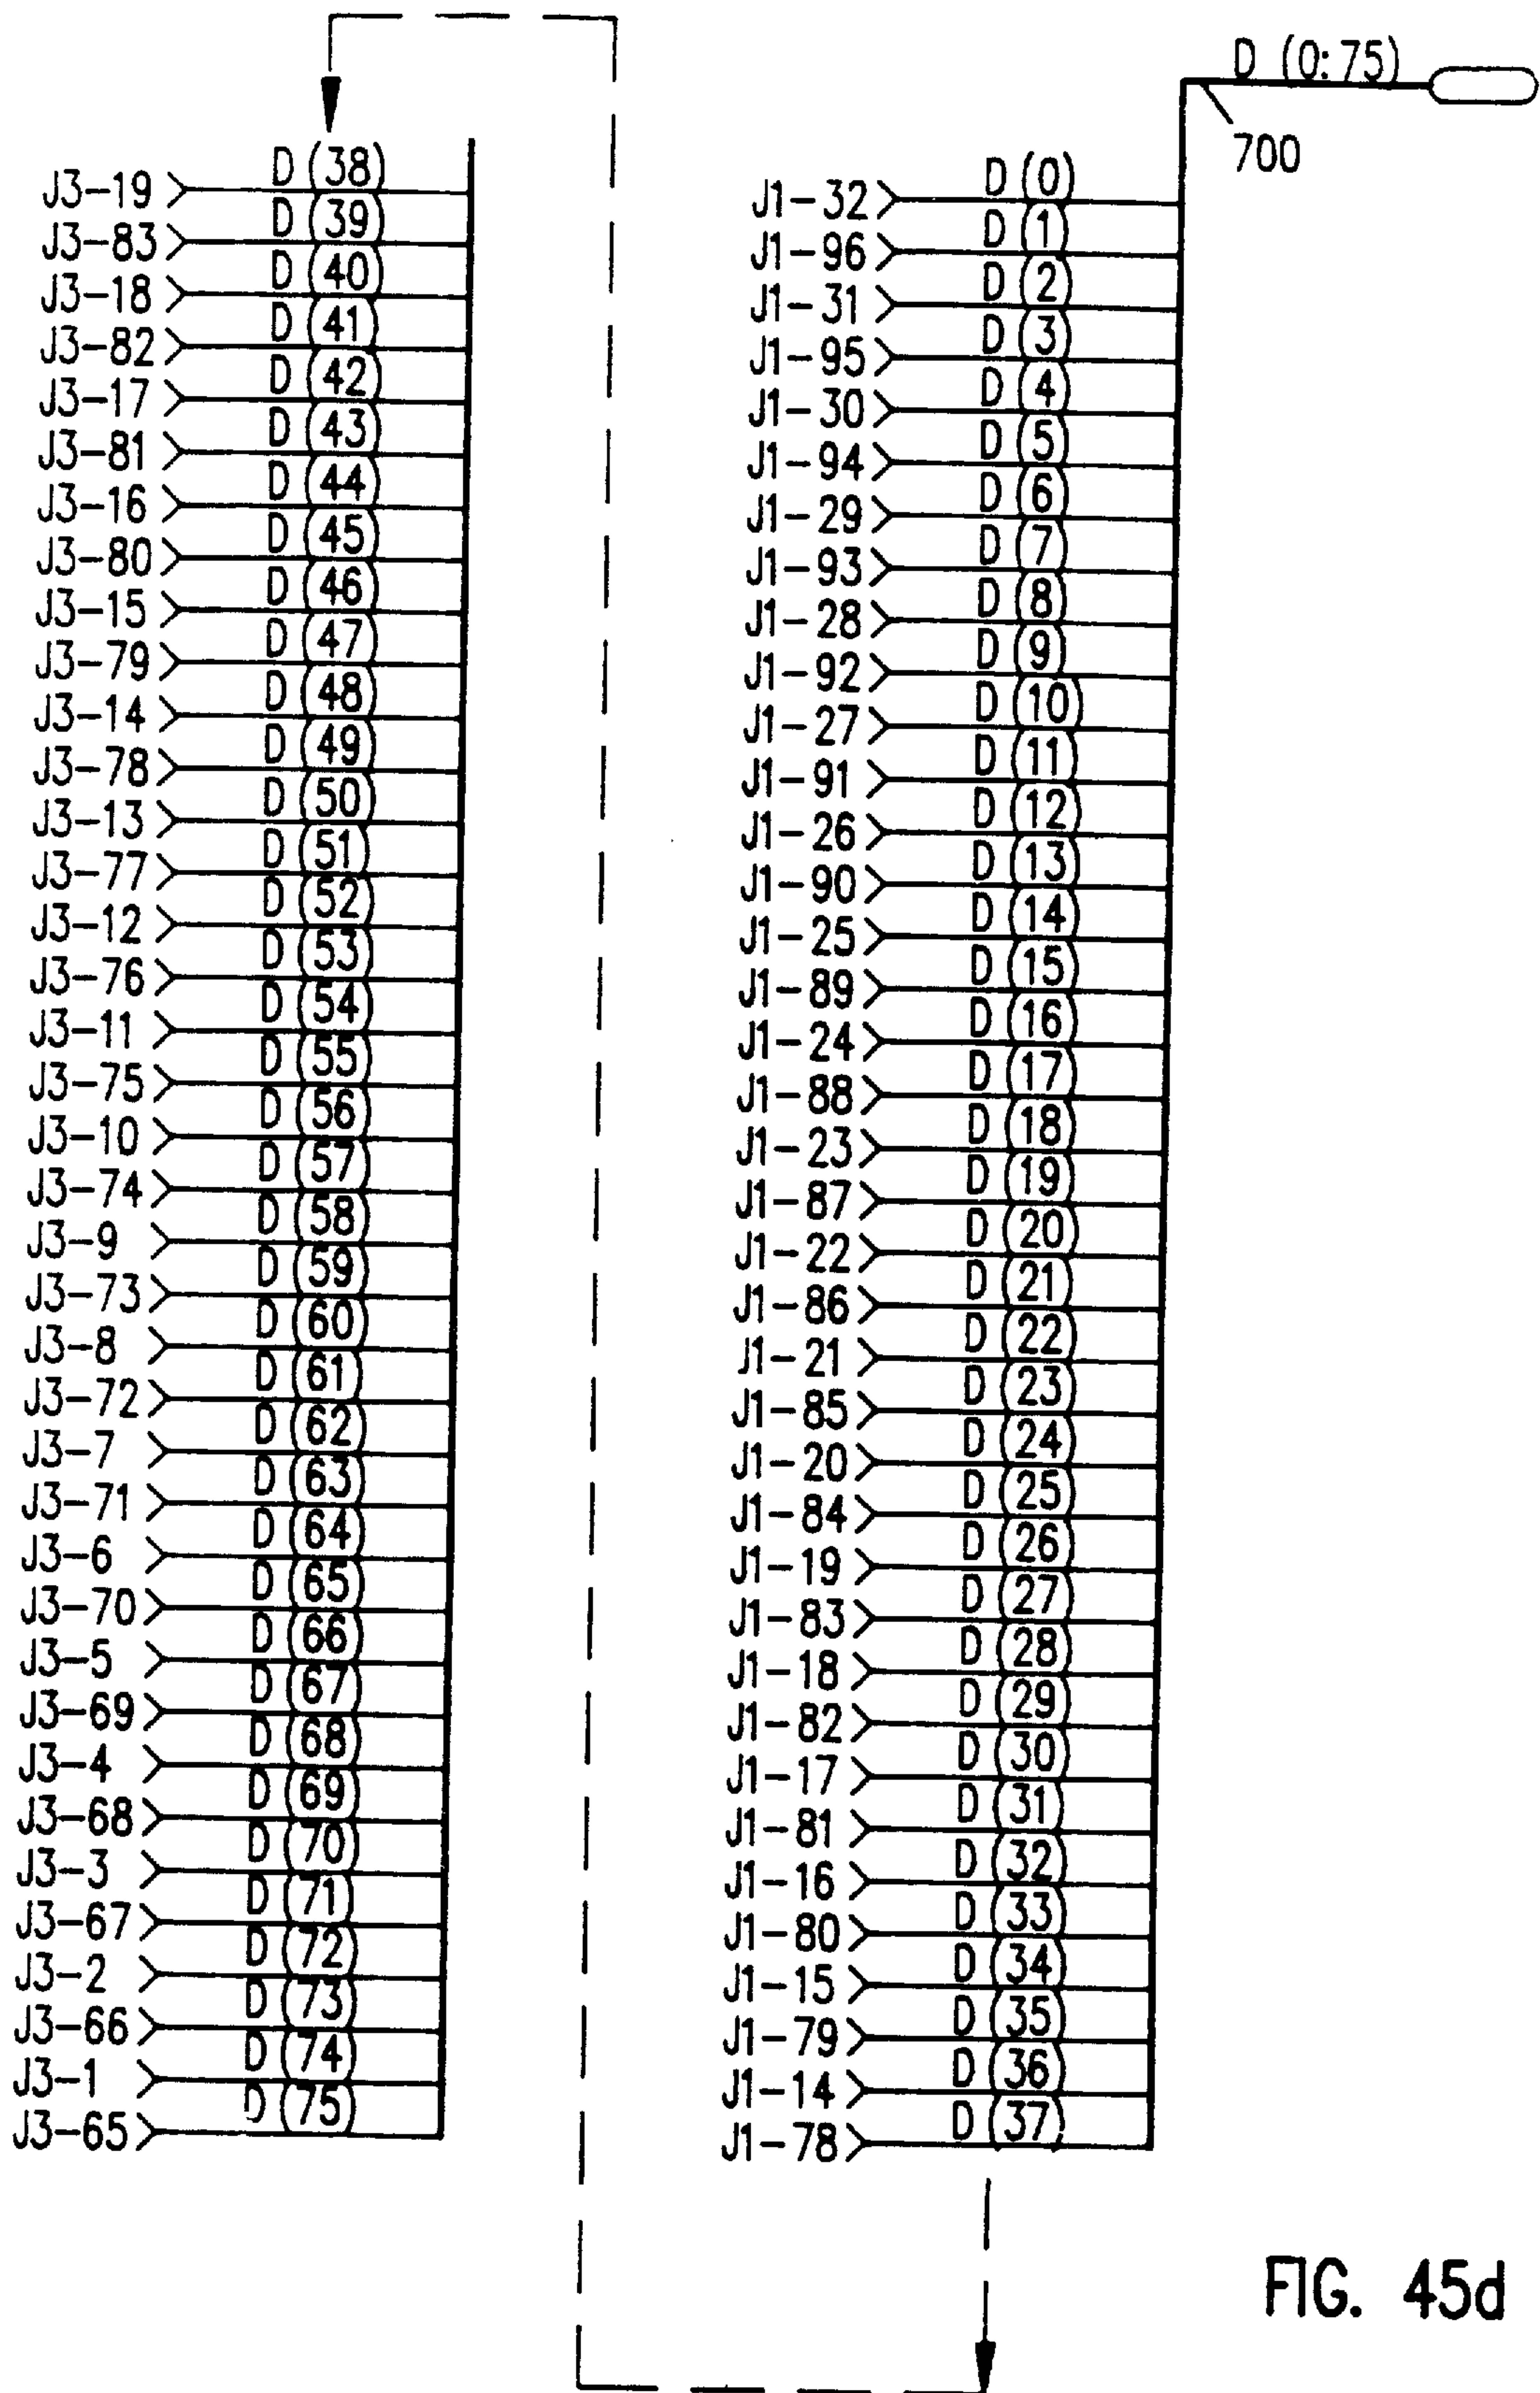 D (0:75)
700
D (38)
J3-19
D (39)
J3-83
D (40)
J3-18
D (41)
J3-82
D (42)
J3-17
D (43)
J3-81
D (44)
J3-16
D (45)
J3-80
D (46)
J3-15
D (47)
J3-79
D (48)
J3-14
D (49)
J3-78
D (50)
J3-13
D (51)
J3-77
D (52)
J3-12
D (53)
J3-76
D (54)
J3-11
D (55)
J3-75
D (56)
J3-10
D (57)
J3-74
D (58)
J3-9
D (59)
J3-73
D (60)
J3-8
D (61)
J3-72
D (62)
J3-7
D (63)
J3-71
D (64)
J3-6
D (65)
J3-70
D (66)
J3-5
D (67)
J3-69
D (68)
J3-4
D (69)
J3-68
D (70)
J3-3
D (71)
J3-67
D (72)
J3-2
D (73)
J3-66
D (74)
J3-1
D (75)
J3-65
D (0)
J1-32
D (1)
J1-96
D (2)
J1-31
D (3)
J1-95
D (4)
J1-30
D (5)
J1-94
D (6)
J1-29
D (7)
J1-93
D (8)
J1-28
D (9)
J1-92
D (10)
J1-27
D (11)
J1-91
D (12)
J1-26
D (13)
J1-90
D (14)
J1-25
D (15)
J1-89
D (16)
J1-24
D (17)
J1-88
D (18)
J1-23
D (19)
J1-87
D (20)
J1-22
D (21)
J1-86
D (22)
J1-21
D (23)
J1-85
D (24)
J1-20
D (25)
J1-84
D (26)
J1-19
D (27)
J1-83
D (28)
J1-18
D (29)
J1-82
D (30)
J1-17
D (31)
J1-81
D (32)
J1-16
D (33)
J1-80
D (34)
J1-15
D (35)
J1-79
D (36)
J1-14
D (37)
J1-78
FIG. 45d